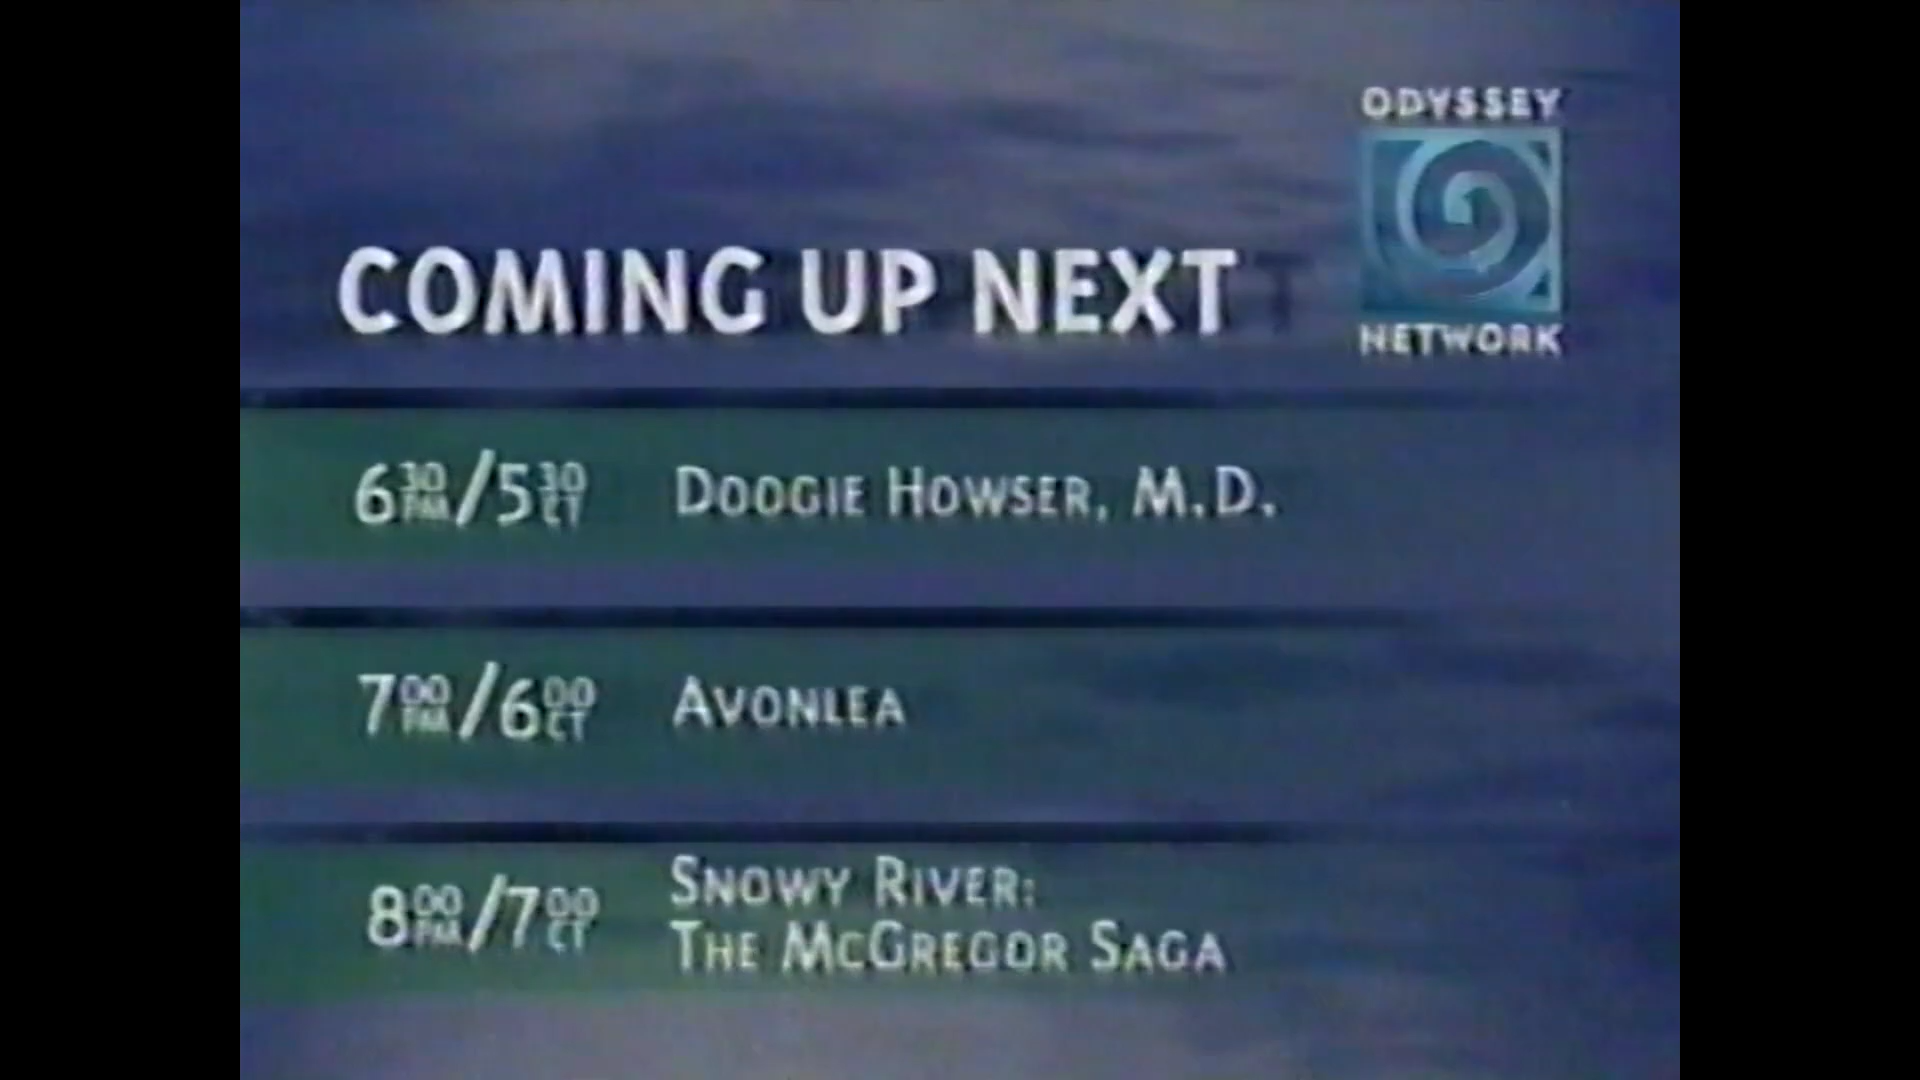 ODYSSEY
NETWORK
COMING UP NEXT
6 30 PM/5 30 CT DOOGIE HOWSER, M.D.
7 00 PM/6 00 CT AVONLEA
8 00 PM/7 00 CT SNOWY RIVER:
THE MCGREGOR SAGA